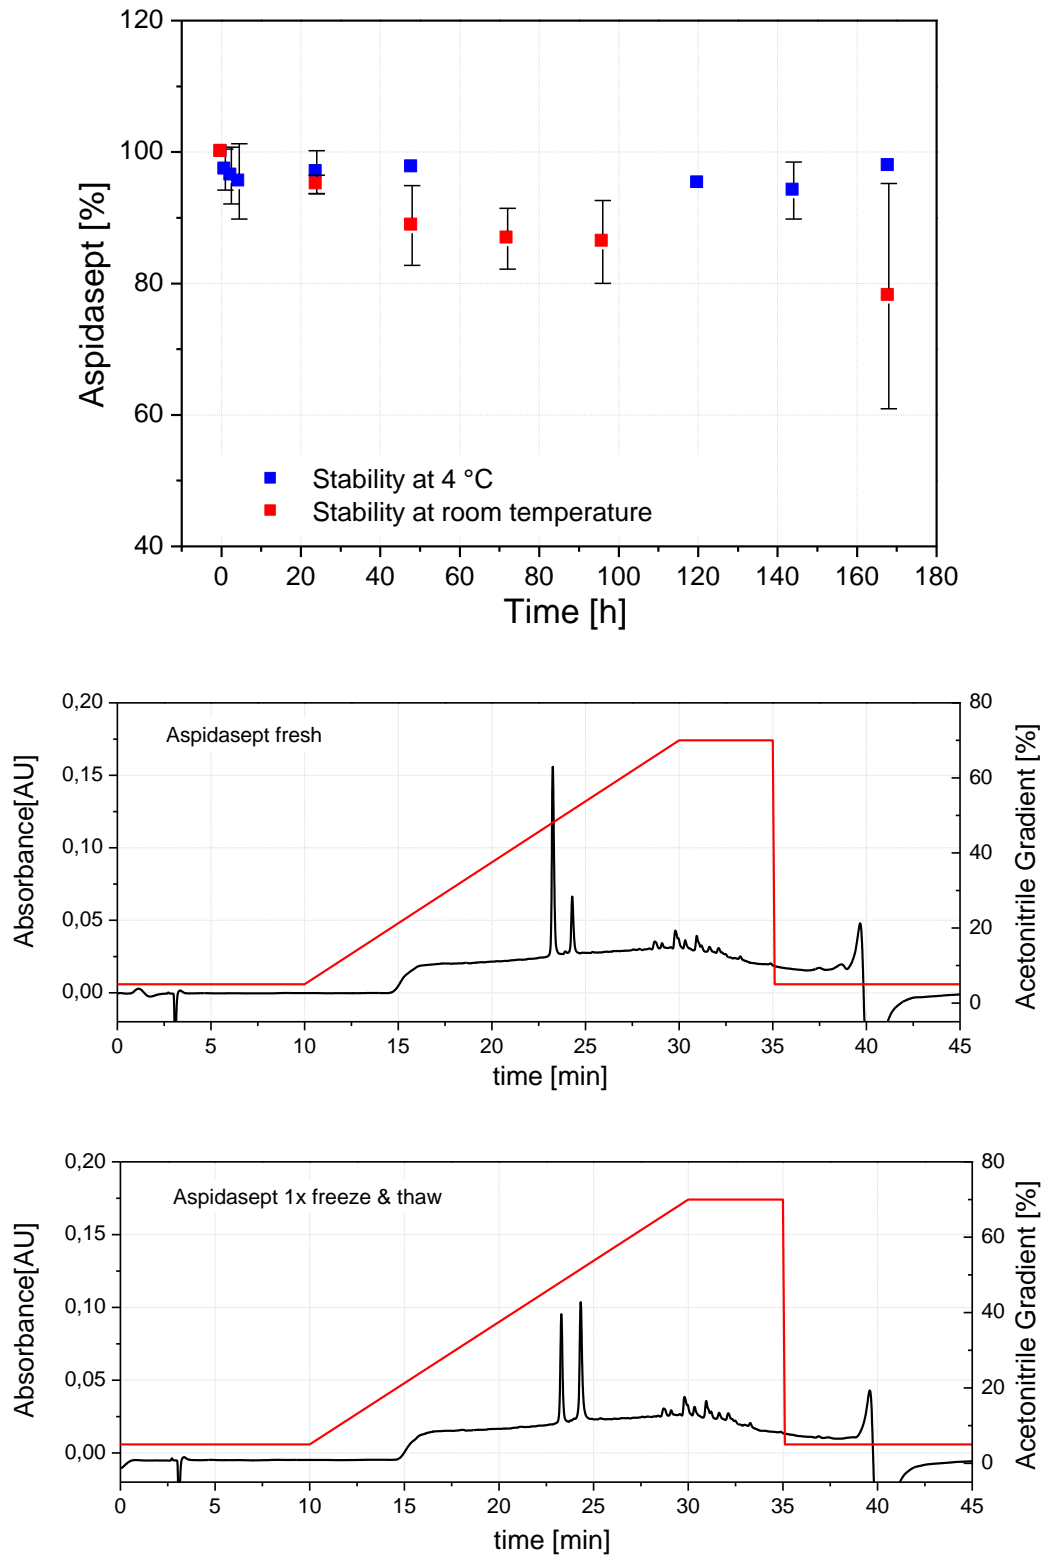 120
100
80
60
40
Aspidasept [%]
Stability at 4 °C
Stability at room temperature
0 20 40 60 80 100 120 140 160 180
Time [h]
0,20
0,15
0,10
0,05
0,00
Absorbance[AU]
Aspidasept fresh
80
60
40
20
0
Acetonitrile Gradient [%]
0 5 10 15 20 25 30 35 40 45
time [min]
0,20
0,15
0,10
0,05
0,00
Absorbance[AU]
Aspidasept 1x freeze & thaw
80
60
40
20
0
Acetonitrile Gradient [%]
0 5 10 15 20 25 30 35 40 45
time [min]